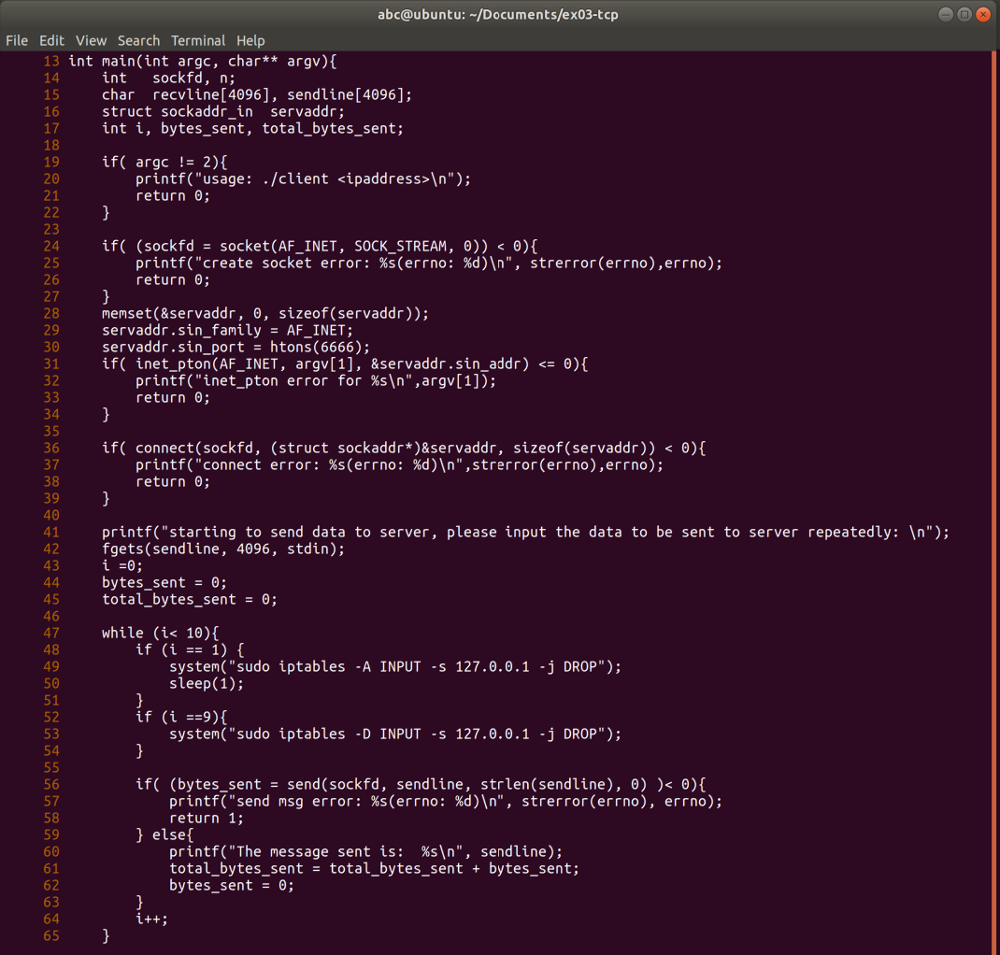 abc@ubuntu: ~/Documents/ex03-tcp
File Edit View Search Terminal Help
13 int main(int argc, char** argv){
14     int   sockfd, n;
15     char  recvline[4096], sendline[4096];
16     struct sockaddr_in  servaddr;
17     int i, bytes_sent, total_bytes_sent;
18
19     if( argc != 2){
20         printf("usage: ./client <ipaddress>\n");
21         return 0;
22     }
23
24     if( (sockfd = socket(AF_INET, SOCK_STREAM, 0)) < 0){
25         printf("create socket error: %s(errno: %d)\n", strerror(errno),errno);
26         return 0;
27     }
28     memset(&servaddr, 0, sizeof(servaddr));
29     servaddr.sin_family = AF_INET;
30     servaddr.sin_port = htons(6666);
31     if( inet_pton(AF_INET, argv[1], &servaddr.sin_addr) <= 0){
32         printf("inet_pton error for %s\n",argv[1]);
33         return 0;
34     }
35
36     if( connect(sockfd, (struct sockaddr*)&servaddr, sizeof(servaddr)) < 0){
37         printf("connect error: %s(errno: %d)\n",strerror(errno),errno);
38         return 0;
39     }
40
41     printf("starting to send data to server, please input the data to be sent to server repeatedly: \n");
42     fgets(sendline, 4096, stdin);
43     i =0;
44     bytes_sent = 0;
45     total_bytes_sent = 0;
46
47     while (i< 10){
48         if (i == 1) {
49             system("sudo iptables -A INPUT -s 127.0.0.1 -j DROP");
50             sleep(1);
51         }
52         if (i ==9){
53             system("sudo iptables -D INPUT -s 127.0.0.1 -j DROP");
54         }
55
56         if( (bytes_sent = send(sockfd, sendline, strlen(sendline), 0) )< 0){
57             printf("send msg error: %s(errno: %d)\n", strerror(errno), errno);
58             return 1;
59         } else{
60             printf("The message sent is:  %s\n", sendline);
61             total_bytes_sent = total_bytes_sent + bytes_sent;
62             bytes_sent = 0;
63         }
64         i++;
65     }